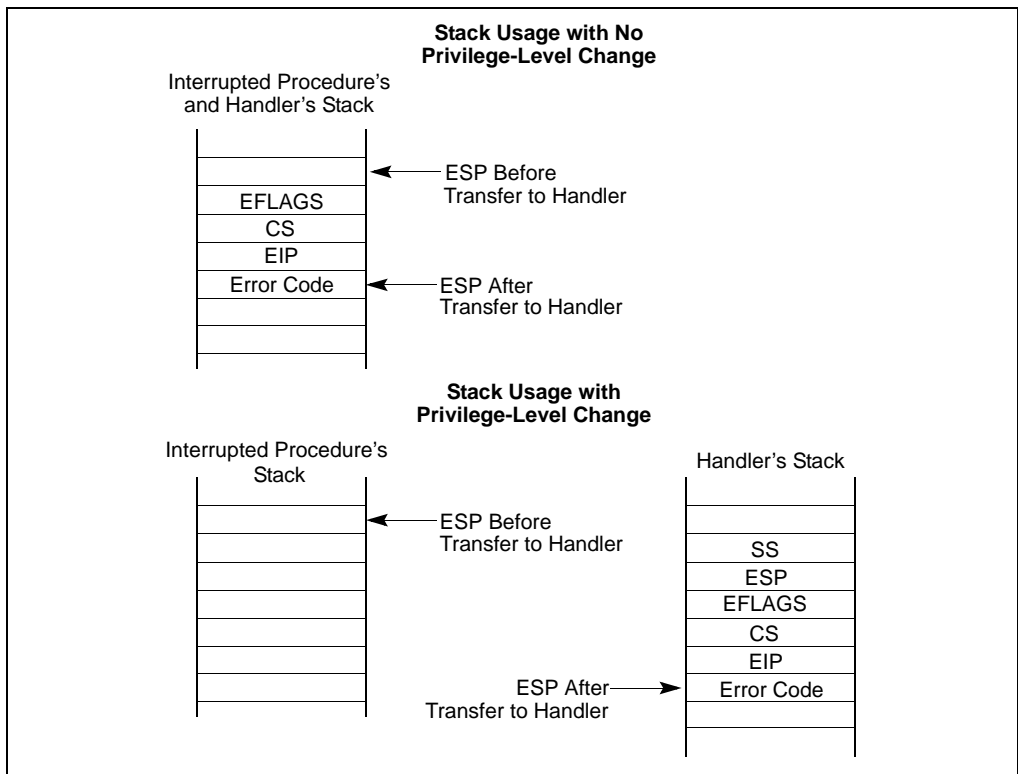 Stack Usage with No
Privilege-Level Change
Interrupted Procedure's
and Handler's Stack
ESP Before
Transfer to Handler
EFLAGS
CS
EIP
Error Code
ESP After
Transfer to Handler
Stack Usage with
Privilege-Level Change
Interrupted Procedure's
Stack
Handler's Stack
ESP Before
Transfer to Handler
SS
ESP
EFLAGS
CS
EIP
ESP After
Transfer to Handler
Error Code